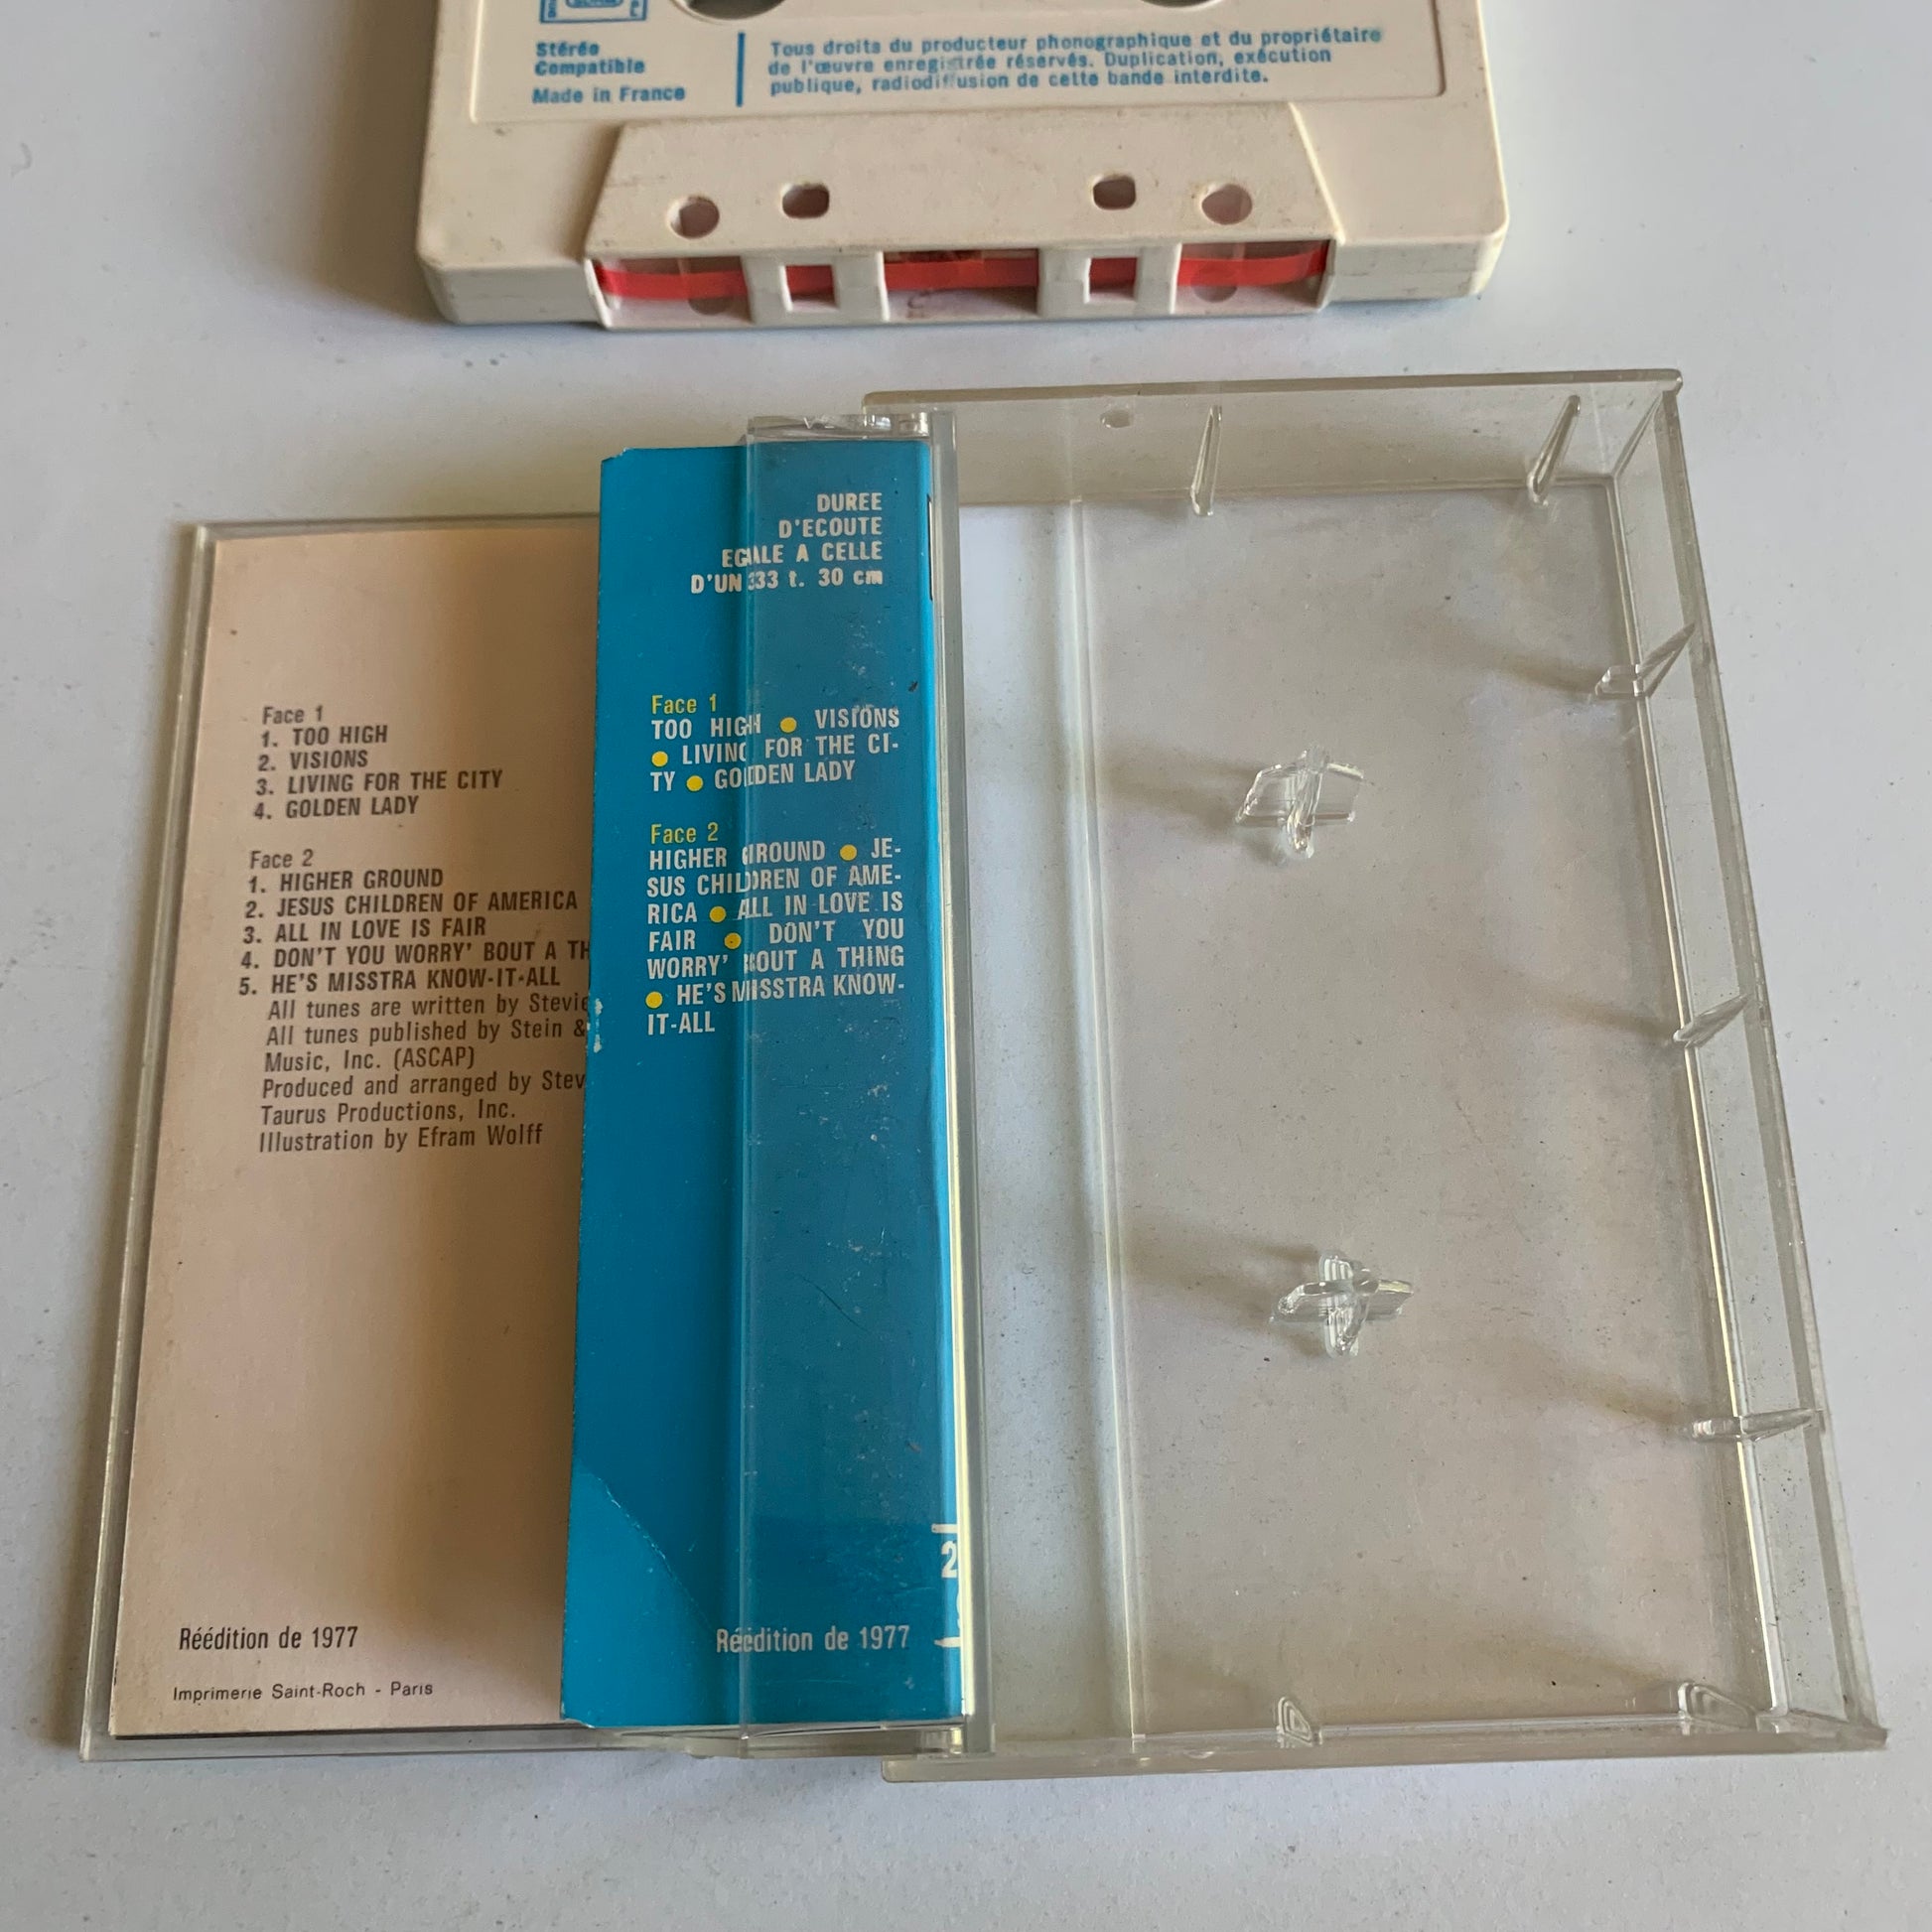 Stéréo
Compatible
Made in France
Tous droits du producteur phonographique et du propriétaire
de l'œuvre enregistrée réservés. Duplication, exécution
publique, radiodiffusion de cette bande interdite.
Face 1
1. TOO HIGH
2. VISIONS
3. LIVING FOR THE CITY
4. GOLDEN LADY
Face 2
1. HIGHER GROUND
2. JESUS CHILDREN OF AMERICA
3. ALL IN LOVE IS FAIR
4. DON'T YOU WORRY' BOUT A TH
5. HE'S MISSTRA KNOW-IT-ALL
All tunes are written by Stevie
All tunes published by Stein &
Music, Inc. (ASCAP)
Produced and arranged by Stev
Taurus Productions, Inc.
Illustration by Efram Wolff
Réédition de 1977
Imprimerie Saint-Roch - Paris
DUREE
D'ECOUTE
EGALE A CELLE
D'UN 33 t. 30 cm
Face 1
TOO HIGH ● VISIONS
● LIVING FOR THE CI-
TY ● GOLDEN LADY
Face 2
HIGHER GROUND ● JE-
SUS CHILDREN OF AME-
RICA ● ALL IN LOVE IS
FAIR ● DON'T YOU
WORRY' BOUT A THING
● HE'S MISSTRA KNOW-
IT-ALL
Réédition de 1977
2